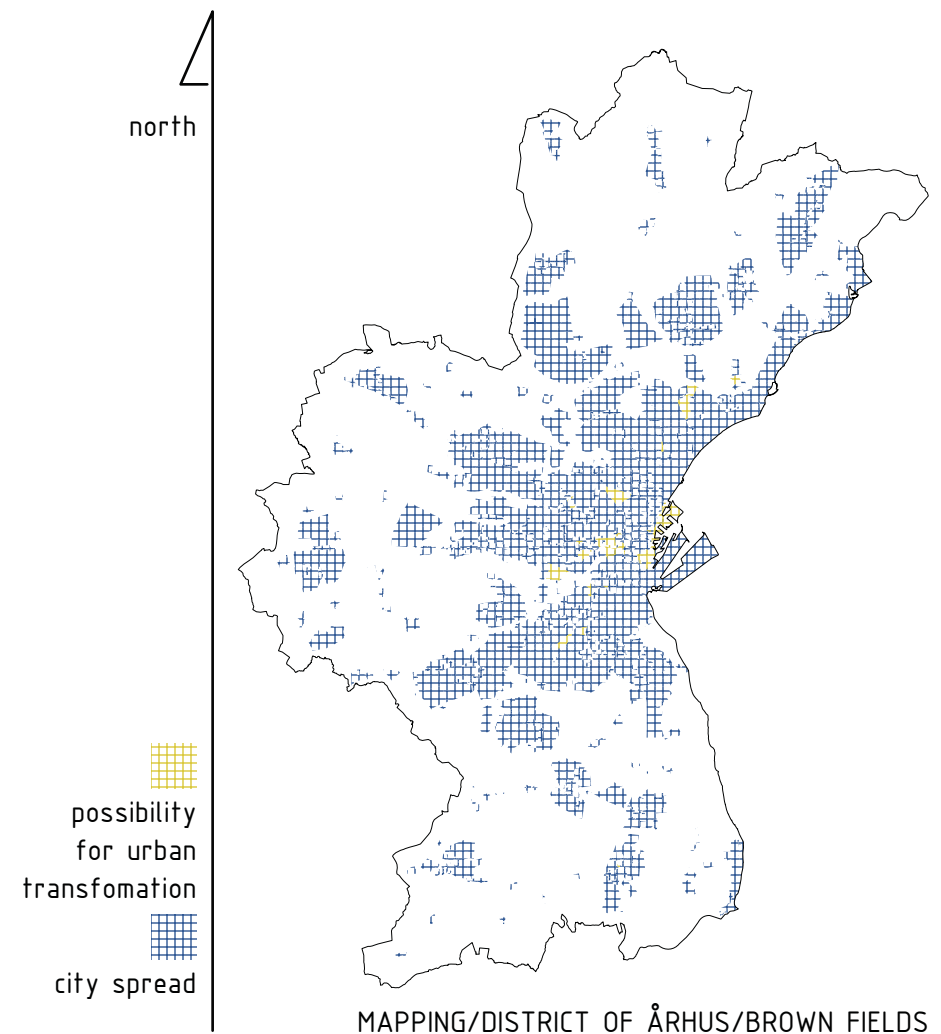 north
possibility
for urban
transfomation
city spread
MAPPING/DISTRICT OF ÅRHUS/BROWN FIELDS